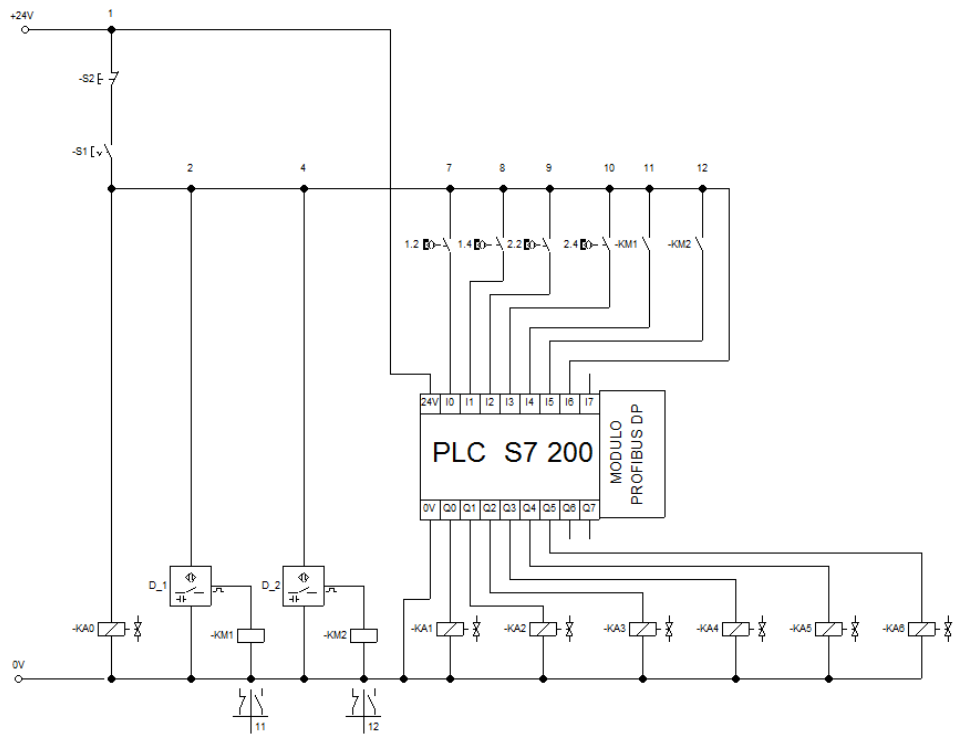 +24V
1
-S2
-S1
2
4
7
8
9
10
11
12
1.2
1.4
2.2
2.4
-KM1
-KM2
24V I0 I1 I2 I3 I4 I5 I6 I7
PLC S7 200
MODULO
PROFIBUS DP
0V Q0 Q1 Q2 Q3 Q4 Q5 Q6 Q7
D_1
D_2
-KA0
-KM1
-KM2
-KA1
-KA2
-KA3
-KA4
-KA5
-KA6
0V
11
12